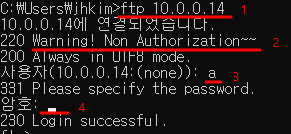 C:\Users\jhkim>ftp 10.0.0.14 1
10.0.0.14에 연결되었습니다.
220 Warning! Non Authorization~~ 2
200 Always in UTF8 mode.
사용자(10.0.0.14:(none)): a 3
331 Please specify the password.
암호: 4
230 Login successful.